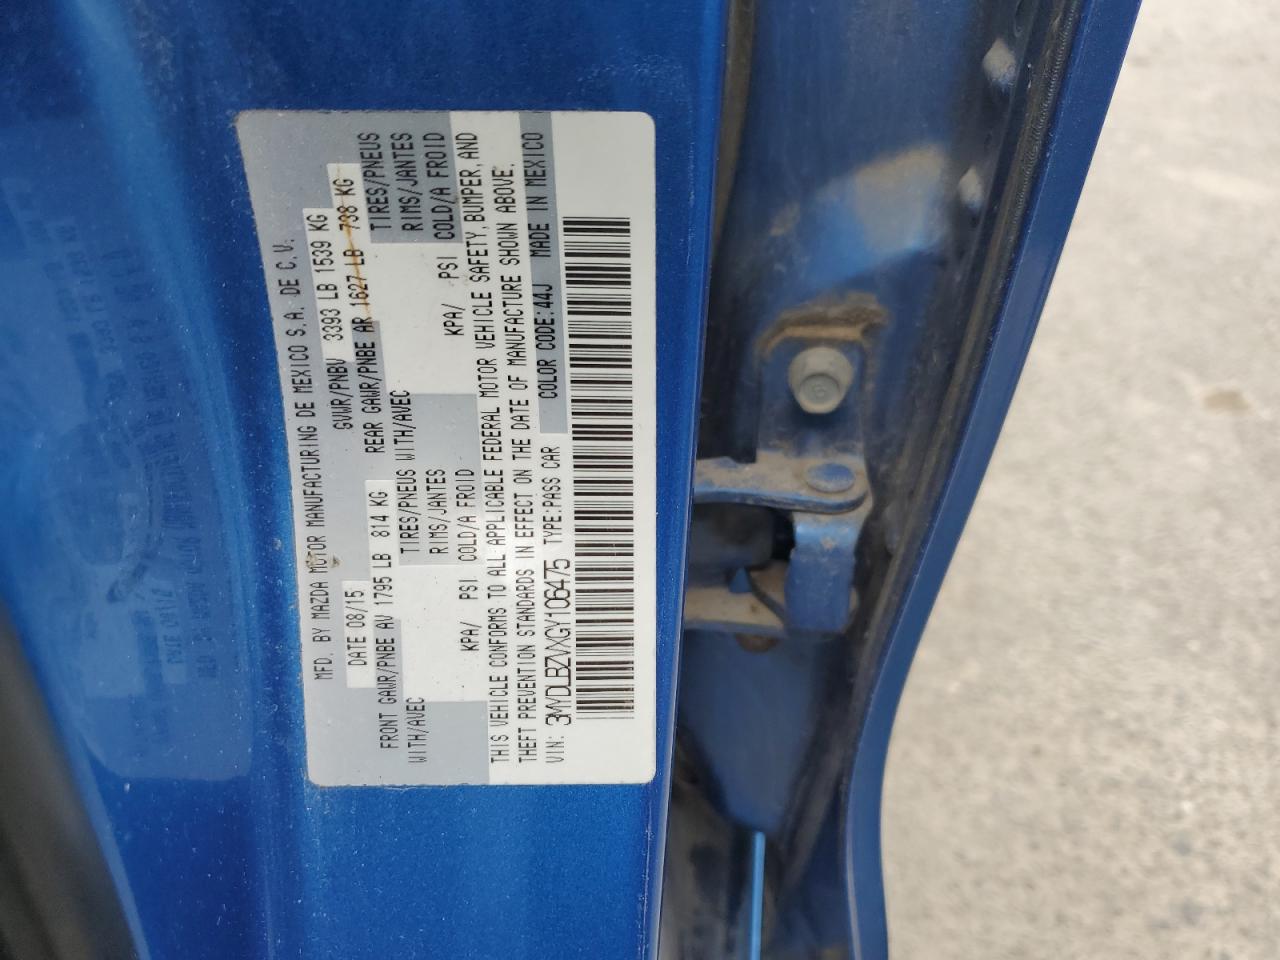 MFD. BY MAZDA MOTOR MANUFACTURING DE MEXICO S.A. DE C.V.
DATE 08/15 GVWR/PNBV 3393 LB 1539 KG
FRONT GAWR/PNBE AV 1795 LB 814 KG REAR GAWR/PNBE AR 1627 LB 738 KG
WITH/AVEC TIRES/PNEUS WITH/AVEC TIRES/PNEUS
RIMS/JANTES RIMS/JANTES
KPA/ PSI COLD/A FROID KPA/ PSI COLD/A FROID
THIS VEHICLE CONFORMS TO ALL APPLICABLE FEDERAL MOTOR VEHICLE SAFETY, BUMPER, AND
THEFT PREVENTION STANDARDS IN EFFECT ON THE DATE OF MANUFACTURE SHOWN ABOVE.
VIN: 3MYDLBZVXGY106475 TYPE:PASS CAR COLOR CODE:44J MADE IN MEXICO